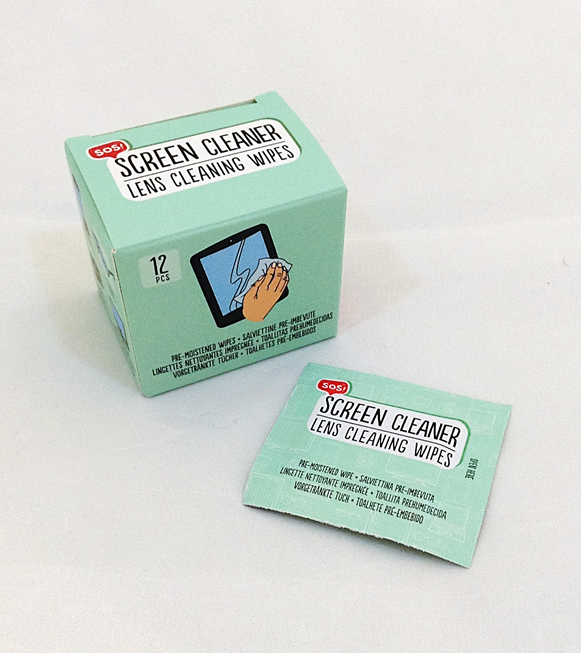 SOS!
SCREEN CLEANER
LENS CLEANING WIPES
12
PCS
PRE-MOISTENED WIPES • SALVIETTINE PRE-IMBEVUTE
LINGETTES NETTOYANTES IMPRÉGNÉE • TOALLITAS PREHUMEDECIDAS
VORGETRÄNKTE TÜCHER • TOALHETES PRÉ-EMBEBIDOS
SOS!
SCREEN CLEANER
LENS CLEANING WIPES
OPEN HERE
PRE-MOISTENED WIPE • SALVIETTINA PRE-IMBEVUTA
LINGETTE NETTOYANTE IMPRÉGNÉE • TOALLITA PREHUMEDECIDA
VORGETRÄNKTE TUCH • TOALHETE PRÉ-EMBEBIDO